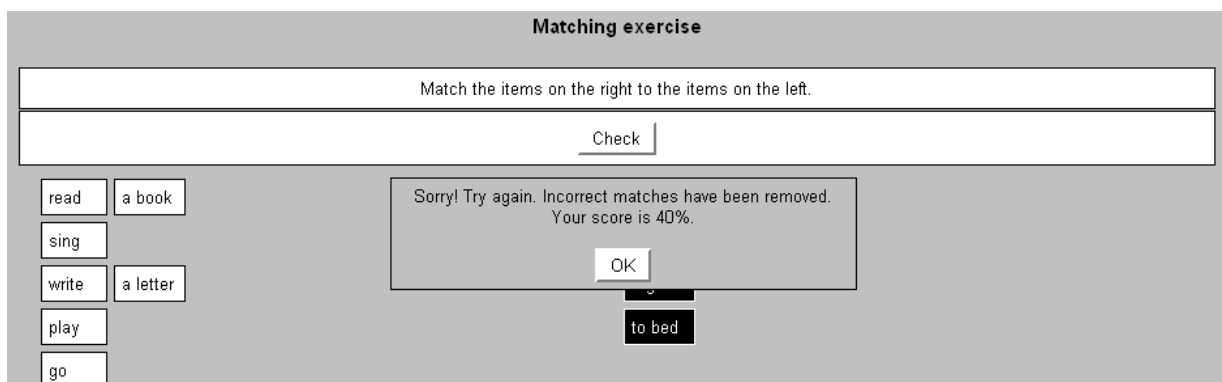 Matching exercise
Match the items on the right to the items on the left.
Check
Sorry! Try again. Incorrect matches have been removed.
Your score is 40%.
OK
read a book
sing
write a letter
play
to bed
go